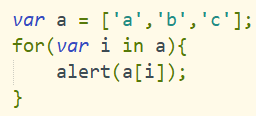 var a = ['a','b','c'];
for(var i in a){
    alert(a[i]);
}